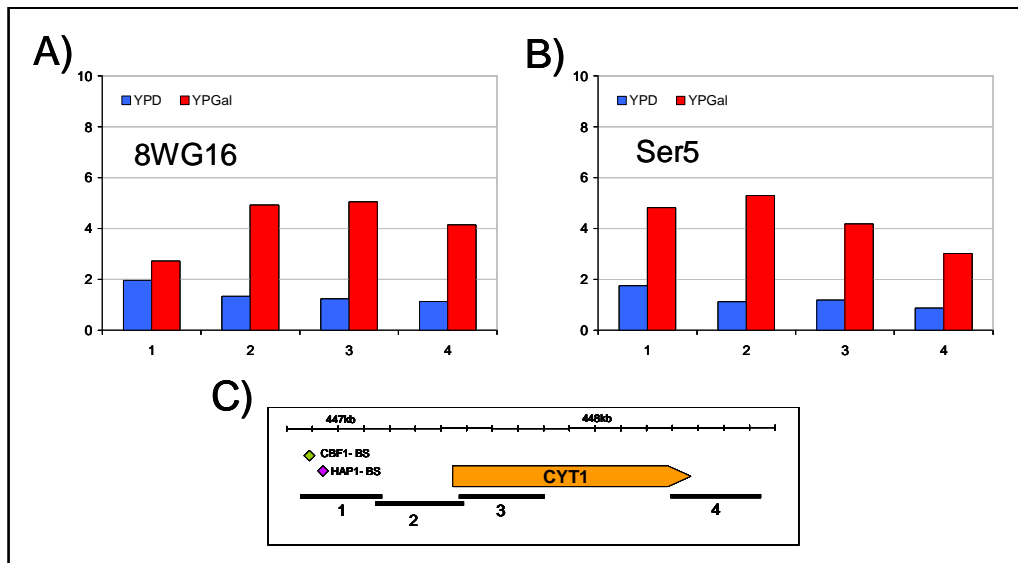 A)
10
8
6
4
2
0
YPD YPGal
8WG16
1 2 3 4
B)
10
8
6
4
2
0
YPD YPGal
Ser5
1 2 3 4
C)
447kb 448kb
CBF1- BS
HAP1- BS
CYT1
1 2 3 4